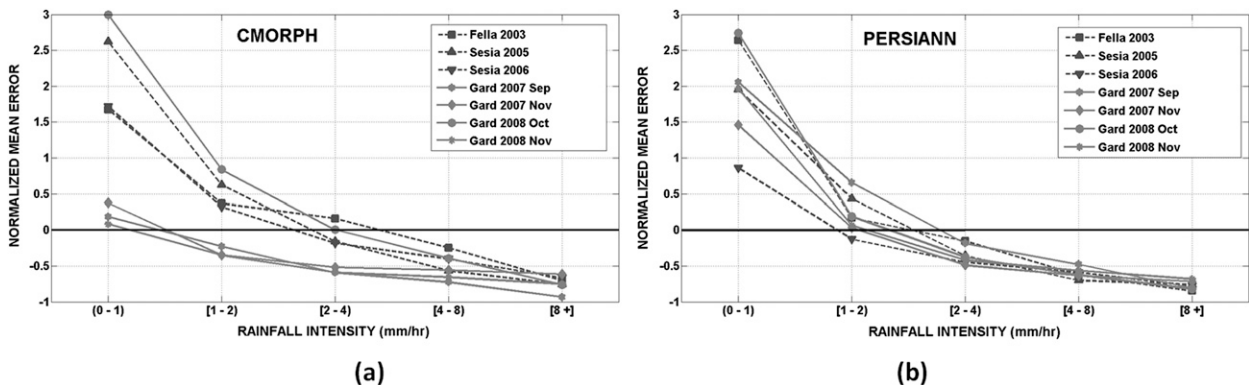 CMORPH
NORMALIZED MEAN ERROR
3
2.5
2
1.5
1
0.5
0
-0.5
-1
(0 - 1)
[1 - 2)
[2 - 4)
[4 - 8)
[8 +]
RAINFALL INTENSITY (mm/hr)
Fella 2003
Sesia 2005
Sesia 2006
Gard 2007 Sep
Gard 2007 Nov
Gard 2008 Oct
Gard 2008 Nov
(a)
PERSIANN
NORMALIZED MEAN ERROR
3
2.5
2
1.5
1
0.5
0
-0.5
-1
(0 - 1)
[1 - 2)
[2 - 4)
[4 - 8)
[8 +]
RAINFALL INTENSITY (mm/hr)
Fella 2003
Sesia 2005
Sesia 2006
Gard 2007 Sep
Gard 2007 Nov
Gard 2008 Oct
Gard 2008 Nov
(b)